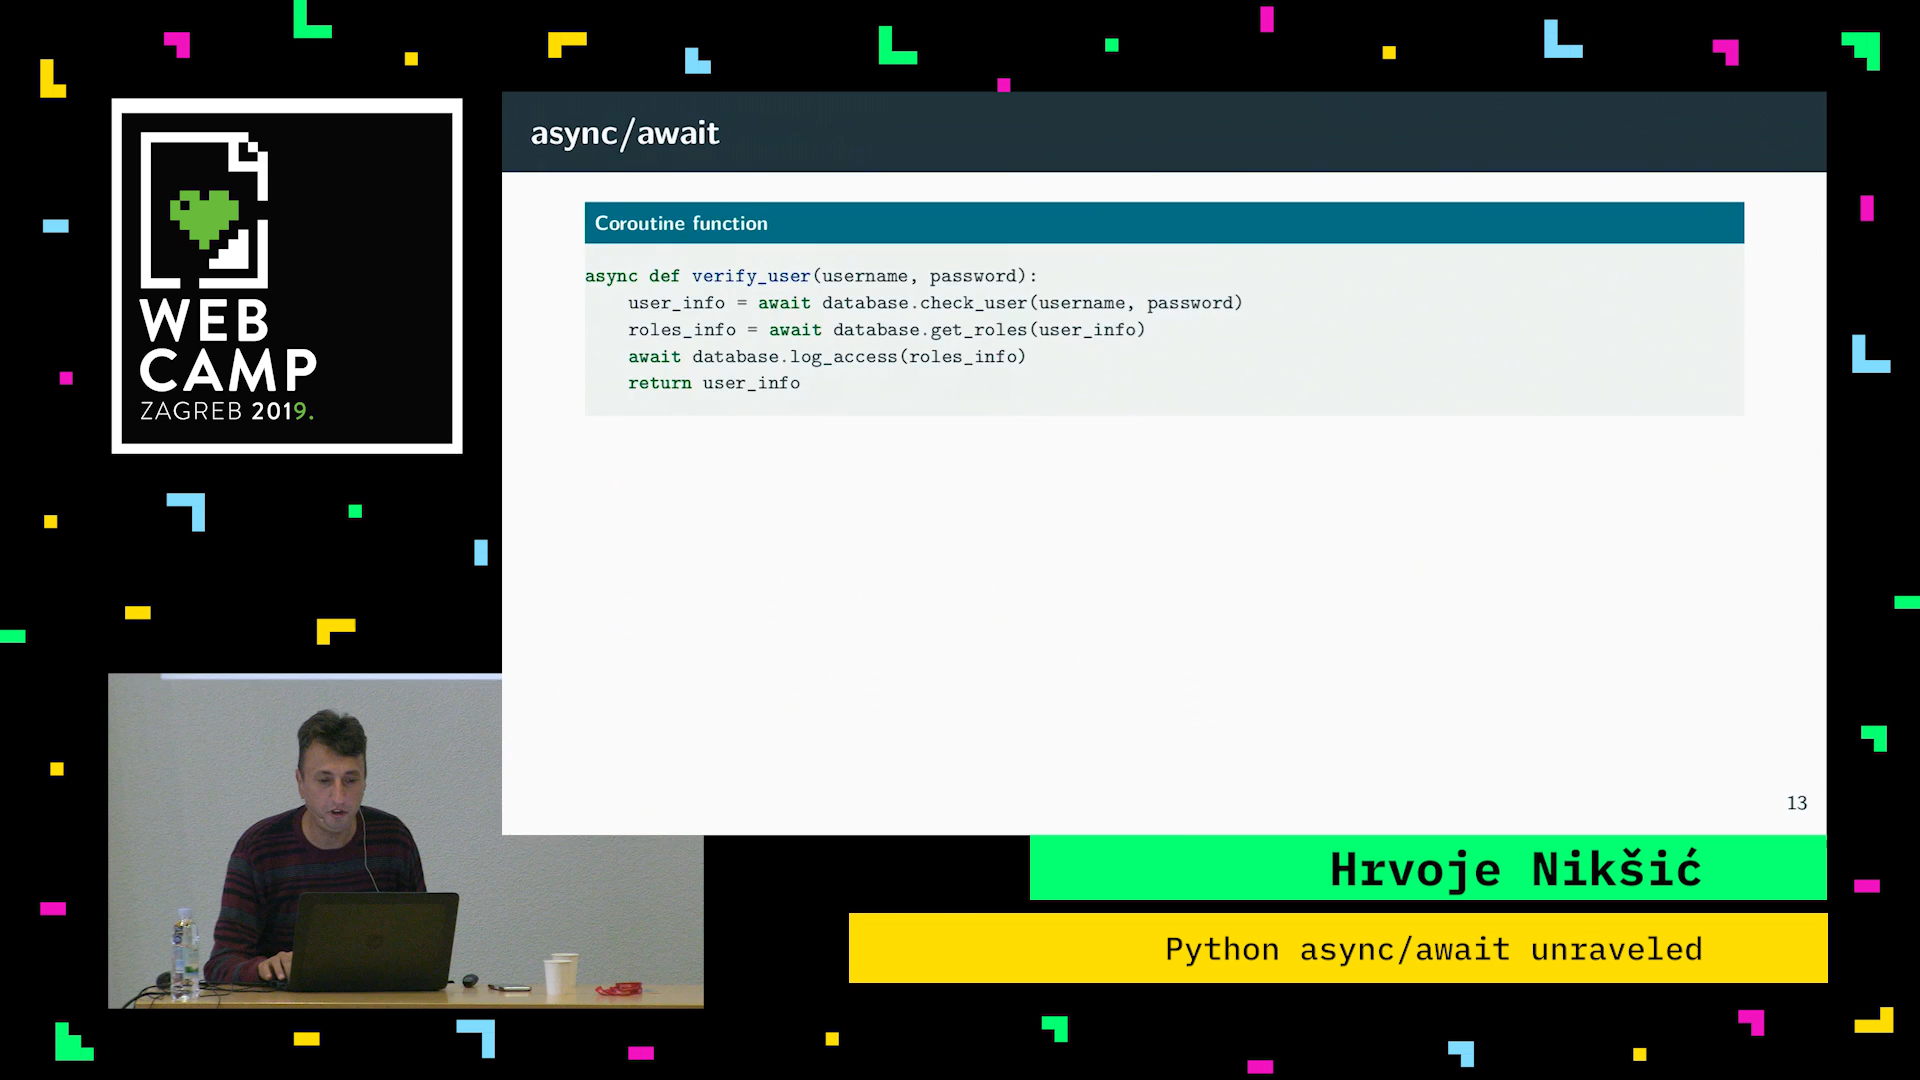 WEB
CAMP
ZAGREB 2019.
async/await
Coroutine function
async def verify_user(username, password):
    user_info = await database.check_user(username, password)
    roles_info = await database.get_roles(user_info)
    await database.log_access(roles_info)
    return user_info
13
Hrvoje Nikšić
Python async/await unraveled